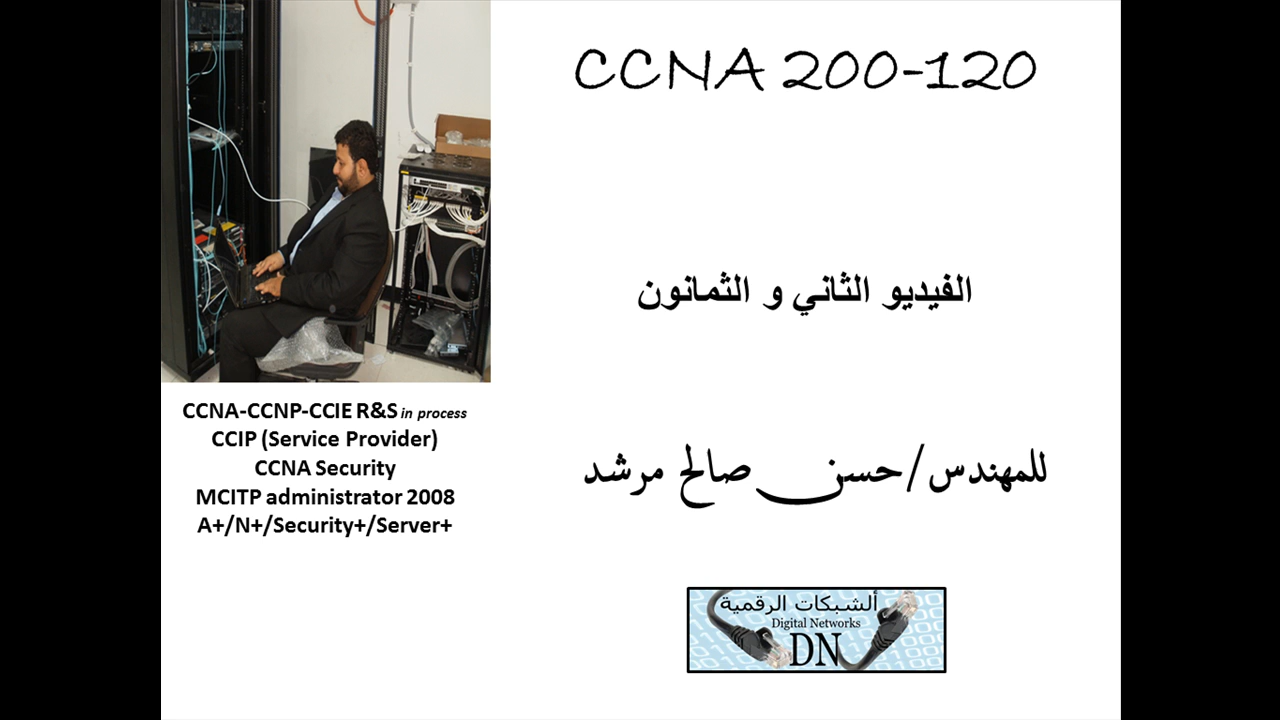 CCNA 200-120
الفيديو الثاني و الثمانون
للمهندس/حسن صالح مرشد
CCNA-CCNP-CCIE R&S in process
CCIP (Service Provider)
CCNA Security
MCITP administrator 2008
A+/N+/Security+/Server+
ألشبكات الرقمية
Digital Networks
DN